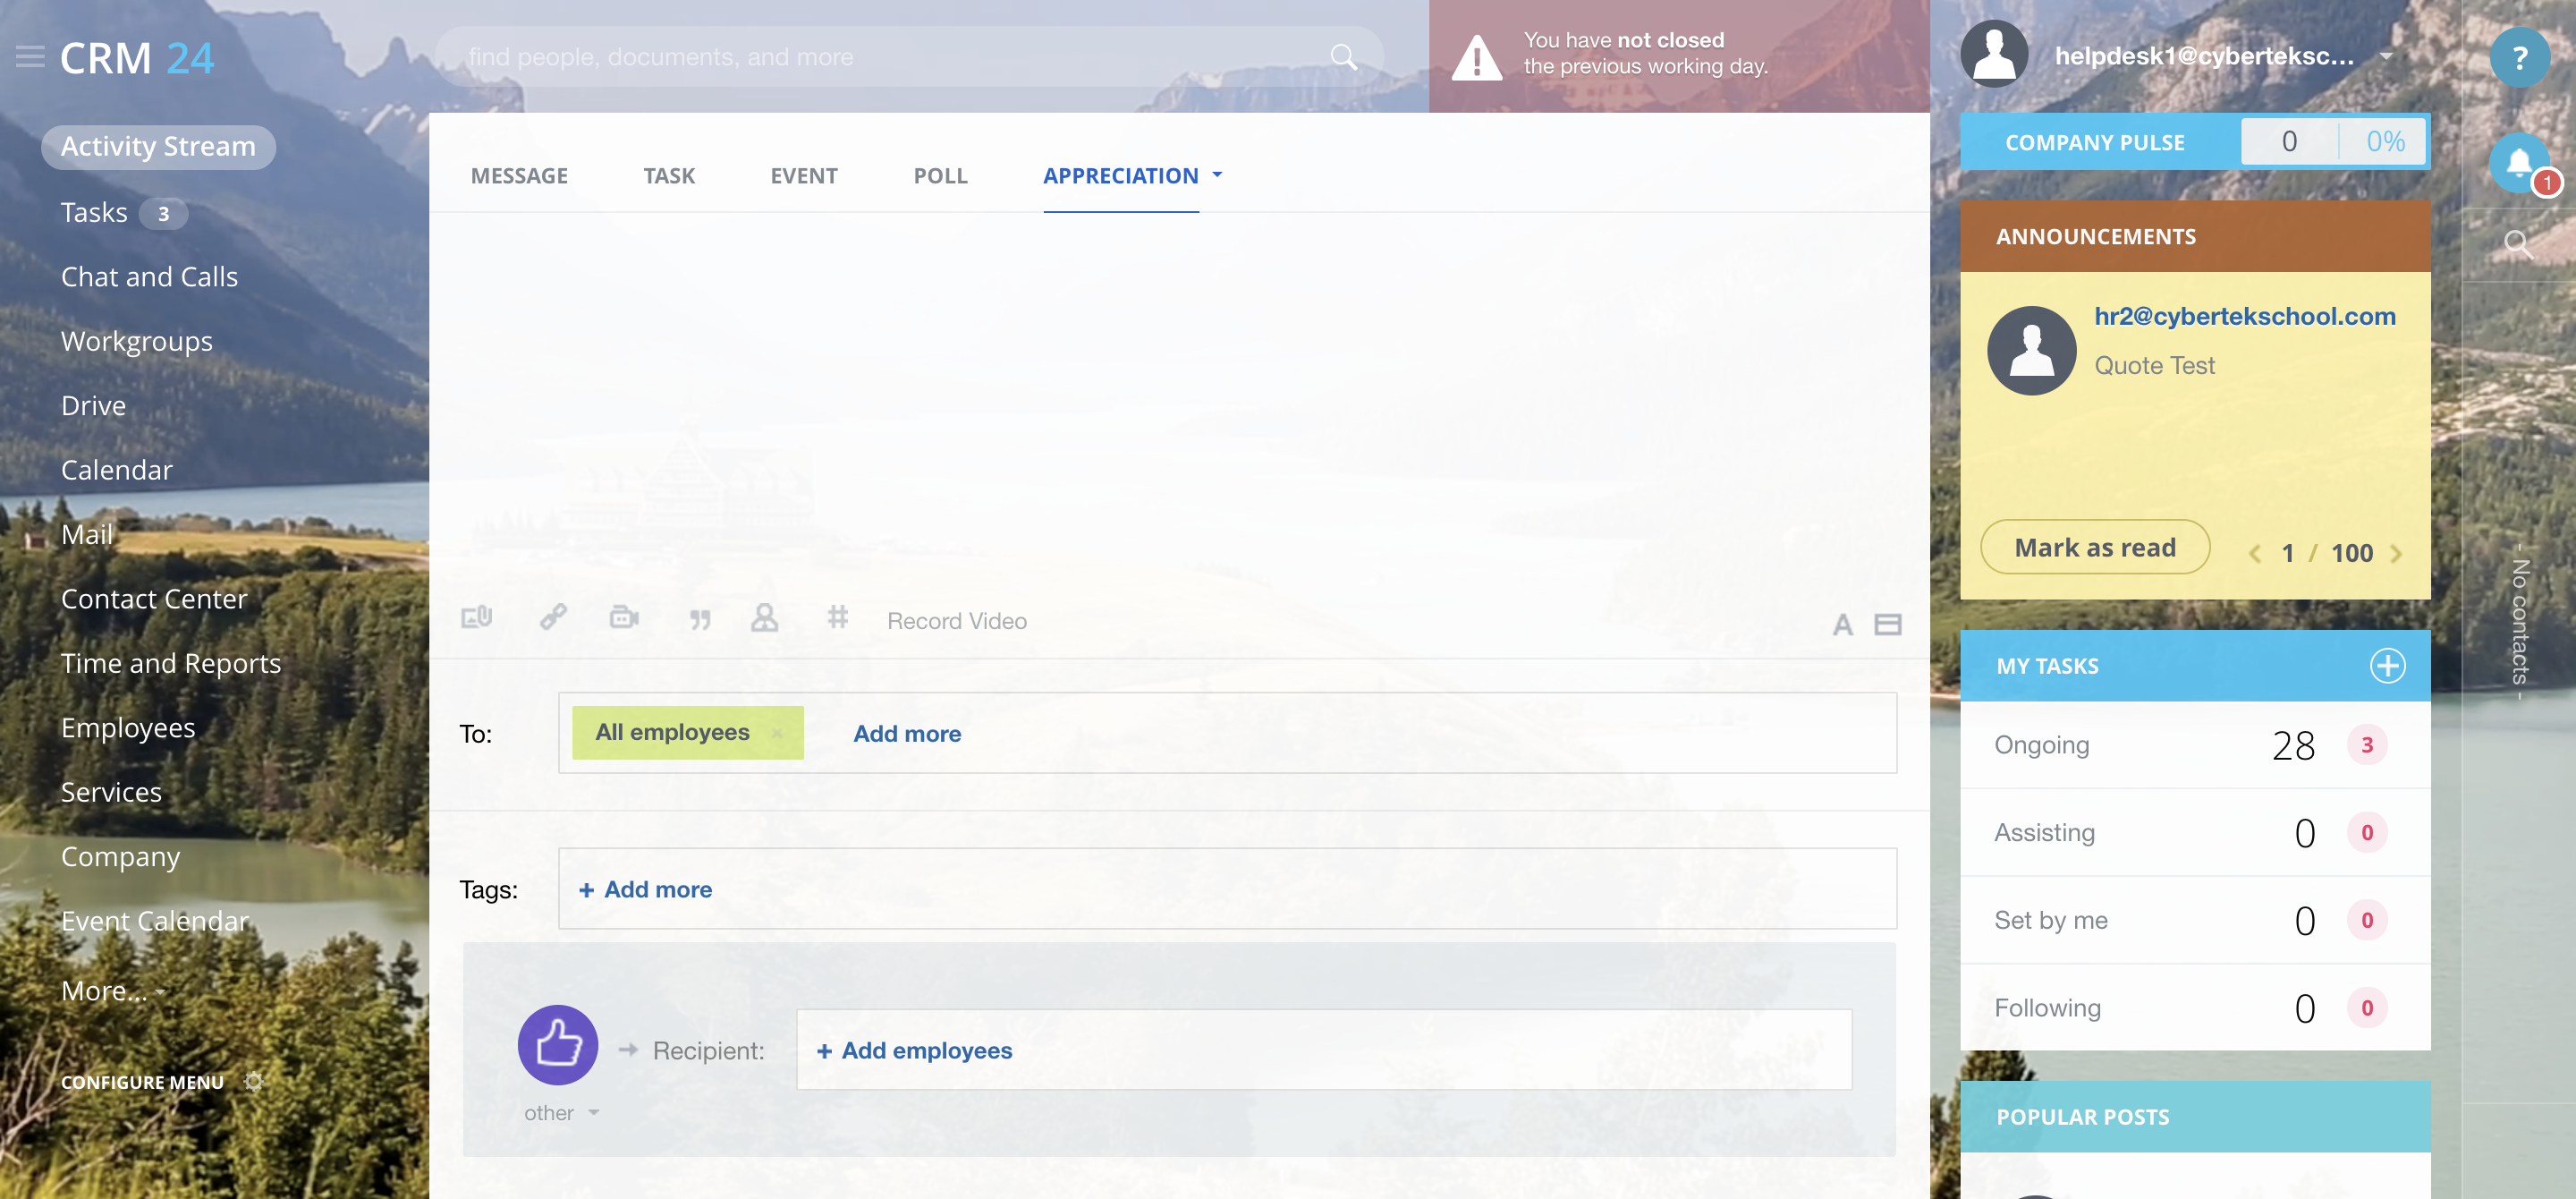 CRM 24
find people, documents, and more
You have not closed
the previous working day.
helpdesk1@cyberteksc...
?
Activity Stream
Tasks 3
Chat and Calls
Workgroups
Drive
Calendar
Mail
Contact Center
Time and Reports
Employees
Services
Company
Event Calendar
More...
CONFIGURE MENU
MESSAGE TASK EVENT POLL APPRECIATION
Record Video
A
To: All employees × Add more
Tags: + Add more
Recipient: + Add employees
other
COMPANY PULSE 0 0%
1
ANNOUNCEMENTS
hr2@cybertekschool.com
Quote Test
Mark as read 1 / 100
MY TASKS
Ongoing 28 3
Assisting 0 0
Set by me 0 0
Following 0 0
POPULAR POSTS
- No contacts -